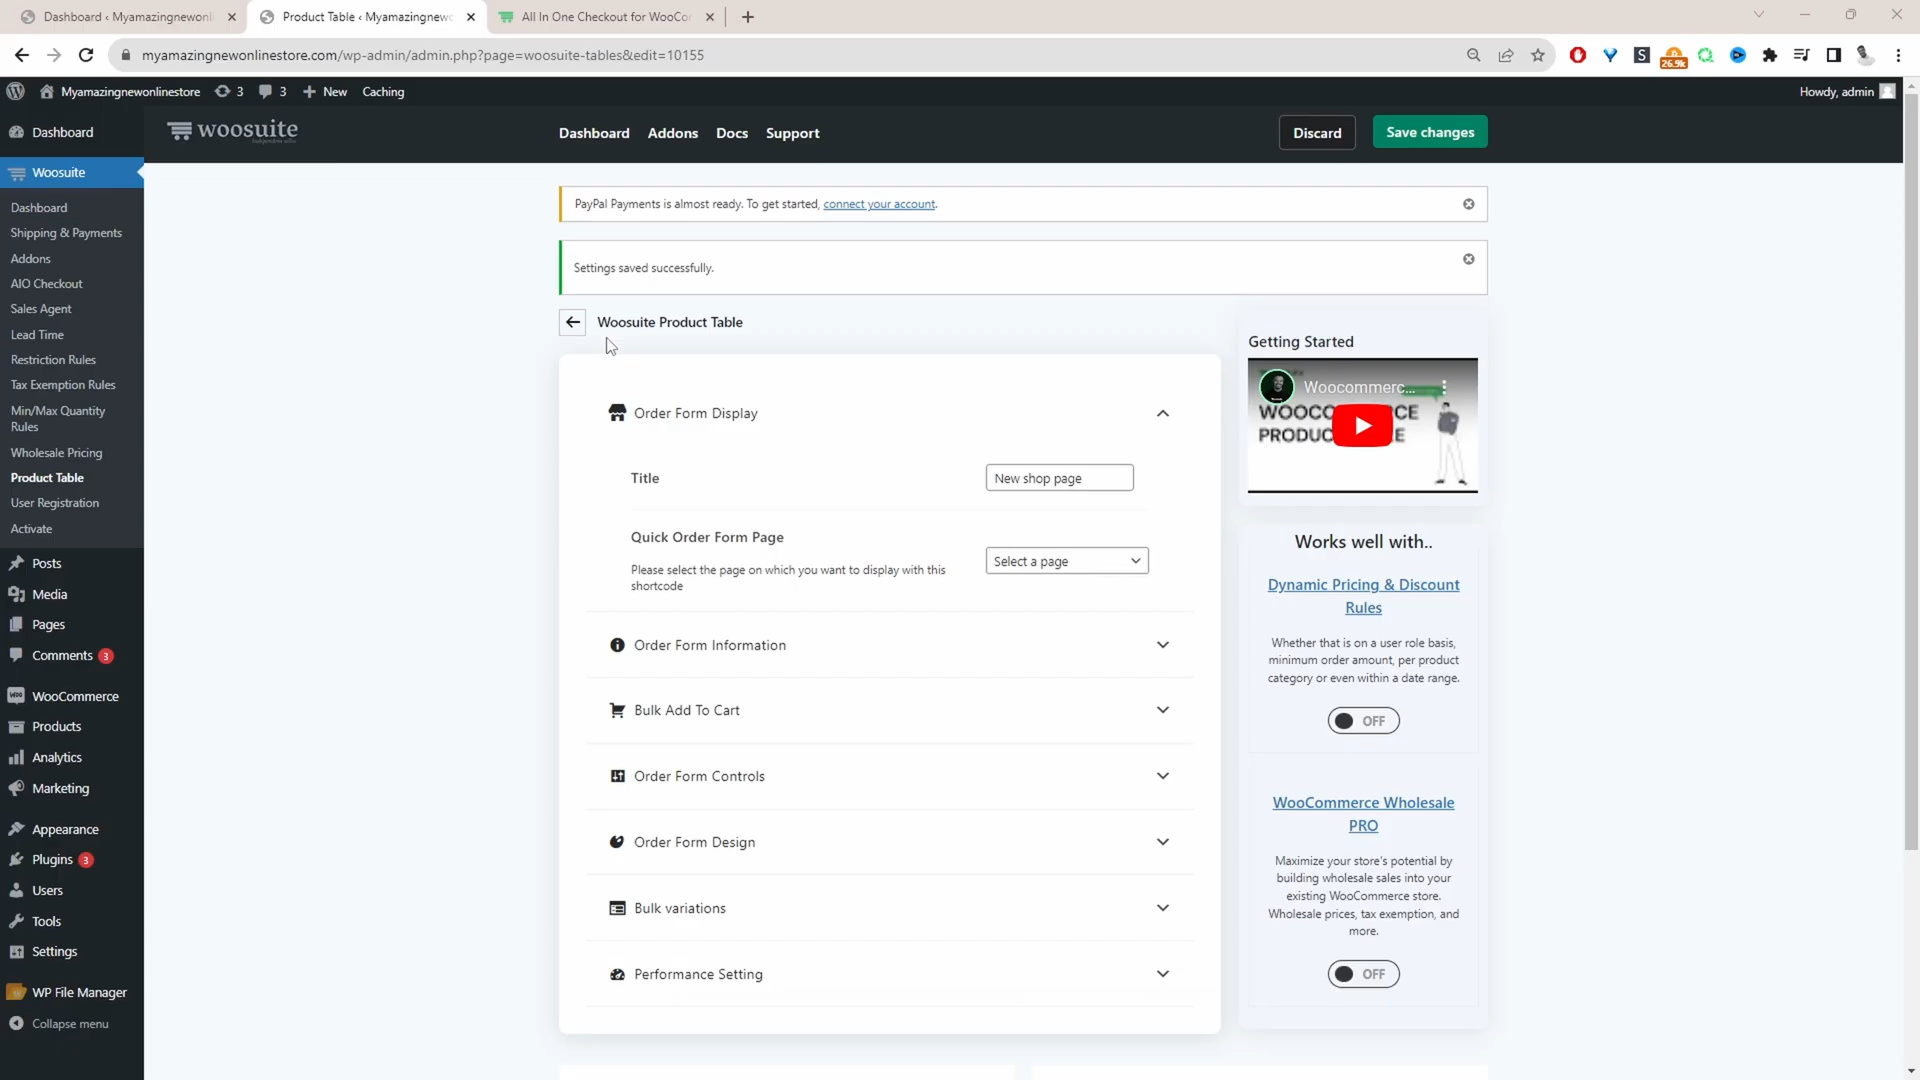 Dashboard ‹ Myamazingnewonli
Product Table ‹ Myamazingnewo
All In One Checkout for WooCor
myamazingnewonlinestore.com/wp-admin/admin.php?page=woosuite-tables&edit=10155
26.9k
Myamazingnewonlinestore
3
3
New
Caching
Howdy, admin
Dashboard
Woosuite
Dashboard
Shipping & Payments
Addons
AIO Checkout
Sales Agent
Lead Time
Restriction Rules
Tax Exemption Rules
Min/Max Quantity
Rules
Wholesale Pricing
Product Table
User Registration
Activate
Posts
Media
Pages
Comments 3
WooCommerce
Products
Analytics
Marketing
Appearance
Plugins 3
Users
Tools
Settings
WP File Manager
Collapse menu
woosuite
Dashboard
Addons
Docs
Support
Discard
Save changes
PayPal Payments is almost ready. To get started, connect your account.
Settings saved successfully.
Woosuite Product Table
Order Form Display
Title
New shop page
Quick Order Form Page
Please select the page on which you want to display with this
shortcode
Select a page
Order Form Information
Bulk Add To Cart
Order Form Controls
Order Form Design
Bulk variations
Performance Setting
Getting Started
Woocommerc...
Works well with..
Dynamic Pricing & Discount
Rules
Whether that is on a user role basis,
minimum order amount, per product
category or even within a date range.
OFF
WooCommerce Wholesale
PRO
Maximize your store's potential by
building wholesale sales into your
existing WooCommerce store.
Wholesale prices, tax exemption, and
more.
OFF